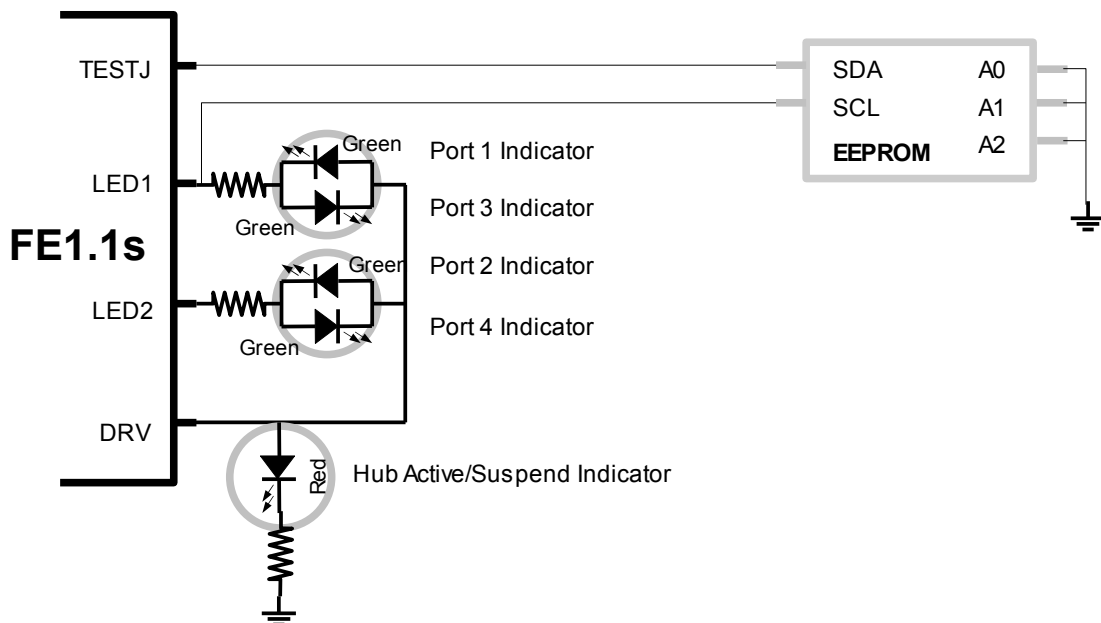 TESTJ
SDA A0
SCL A1
EEPROM A2
Green Port 1 Indicator
LED1
Port 3 Indicator
Green
FE1.1s
Green Port 2 Indicator
LED2
Port 4 Indicator
Green
DRV
Red
Hub Active/Suspend Indicator